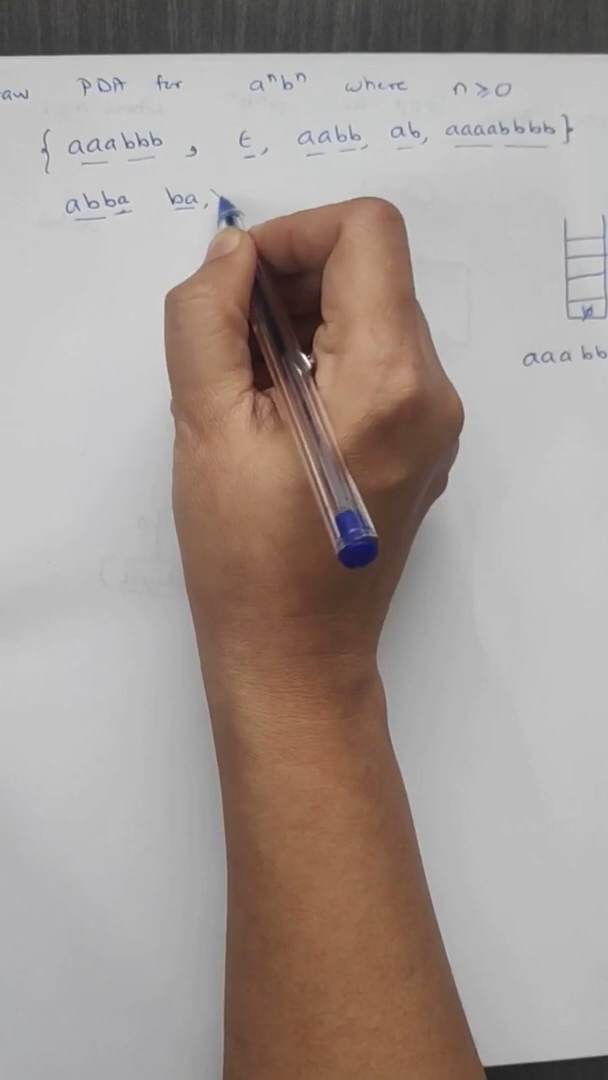 aw PDA for aⁿbⁿ where n≥0
{ aaabbb , ε, aabb, ab, aaaabbbb}
abba ba,
aaabb